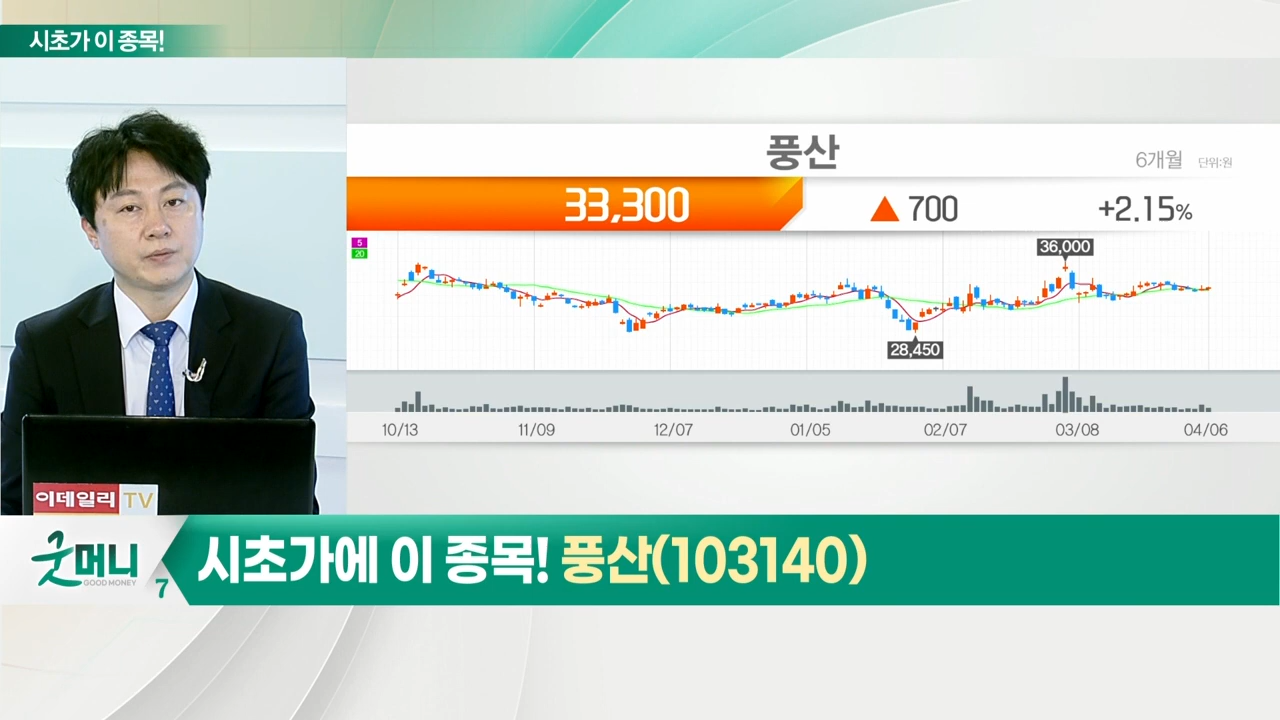 시초가 이 종목!
풍산
6개월 단위:원
33,300 ▲ 700 +2.15%
5
20
36,000
28,450
10/13 11/09 12/07 01/05 02/07 03/08 04/06
이데일리 TV
굿머니 GOOD MONEY 7
시초가에 이 종목! 풍산(103140)